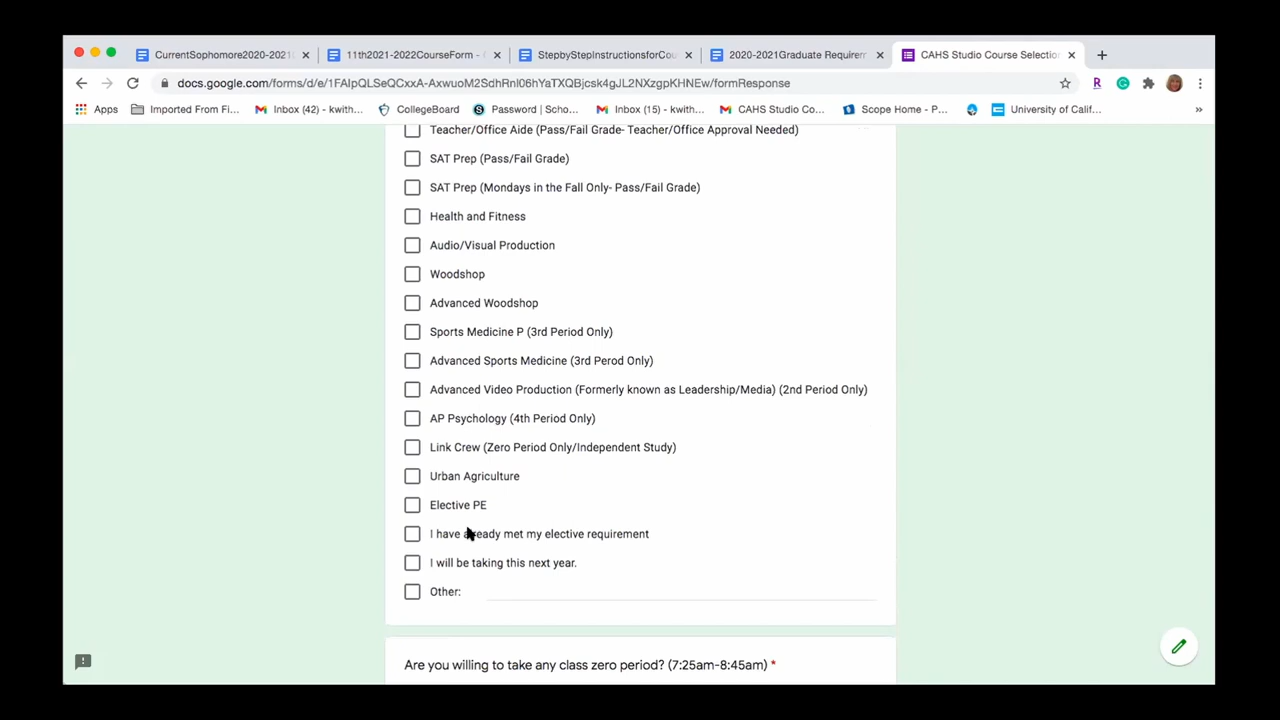 CurrentSophomore2020-2021
11th2021-2022CourseForm -
StepbyStepInstructionsforCou
2020-2021Graduate Requirem
CAHS Studio Course Selectio
docs.google.com/forms/d/e/1FAIpQLSeQCxxA-AxwuoM2SdhRnl06hYaTXQBjcsk4gJL2NXzgpKHNEw/formResponse
Apps
Imported From Fi...
Inbox (42) - kwith...
CollegeBoard
Password | Scho...
Inbox (15) - kwith...
CAHS Studio Co...
Scope Home - P...
University of Calif...
»
Teacher/Office Aide (Pass/Fail Grade- Teacher/Office Approval Needed)
SAT Prep (Pass/Fail Grade)
SAT Prep (Mondays in the Fall Only- Pass/Fail Grade)
Health and Fitness
Audio/Visual Production
Woodshop
Advanced Woodshop
Sports Medicine P (3rd Period Only)
Advanced Sports Medicine (3rd Perod Only)
Advanced Video Production (Formerly known as Leadership/Media) (2nd Period Only)
AP Psychology (4th Period Only)
Link Crew (Zero Period Only/Independent Study)
Urban Agriculture
Elective PE
I have already met my elective requirement
I will be taking this next year.
Other:
Are you willing to take any class zero period? (7:25am-8:45am) *